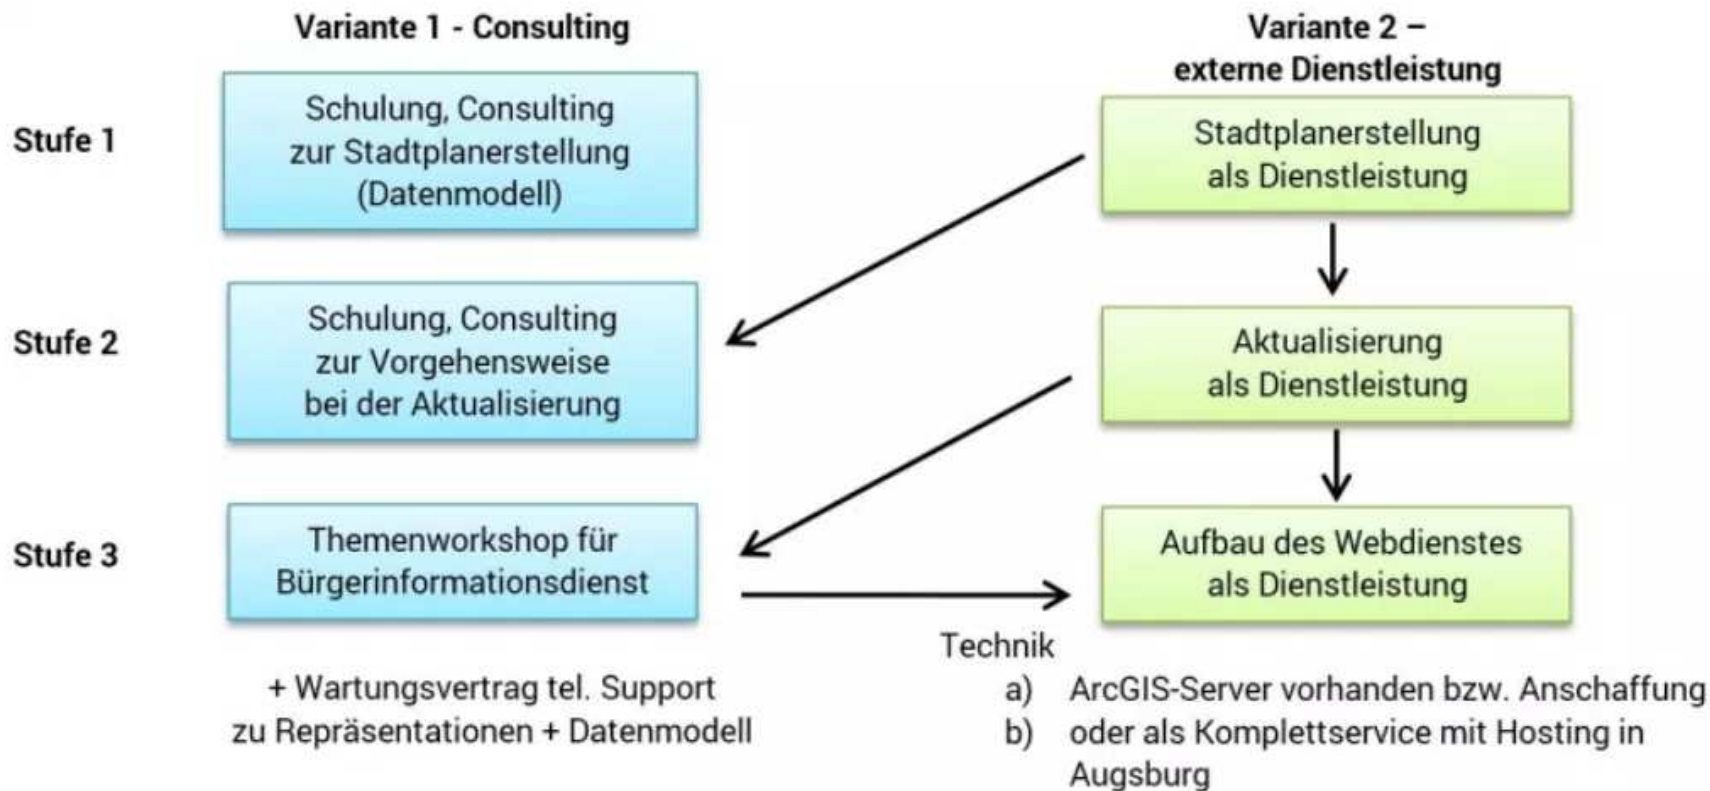 Variante 1 - Consulting
Variante 2 –
externe Dienstleistung
Stufe 1
Schulung, Consulting
zur Stadtplanerstellung
(Datenmodell)
Stadtplanerstellung
als Dienstleistung
Stufe 2
Schulung, Consulting
zur Vorgehensweise
bei der Aktualisierung
Aktualisierung
als Dienstleistung
Stufe 3
Themenworkshop für
Bürgerinformationsdienst
Aufbau des Webdienstes
als Dienstleistung
+ Wartungsvertrag tel. Support
zu Repräsentationen + Datenmodell
Technik
a) ArcGIS-Server vorhanden bzw. Anschaffung
b) oder als Komplettservice mit Hosting in
Augsburg